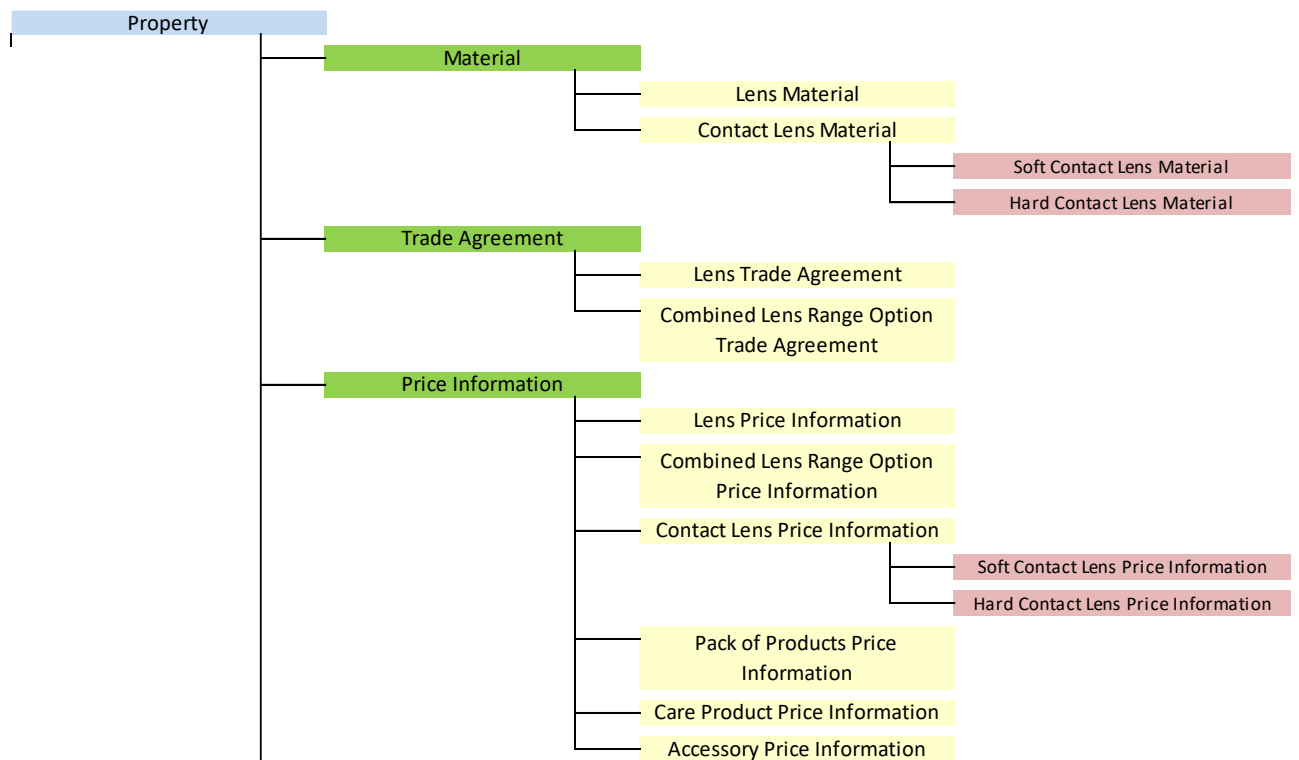 Property
Material
Lens Material
Contact Lens Material
Soft Contact Lens Material
Hard Contact Lens Material
Trade Agreement
Lens Trade Agreement
Combined Lens Range Option
Trade Agreement
Price Information
Lens Price Information
Combined Lens Range Option
Price Information
Contact Lens Price Information
Soft Contact Lens Price Information
Hard Contact Lens Price Information
Pack of Products Price
Information
Care Product Price Information
Accessory Price Information